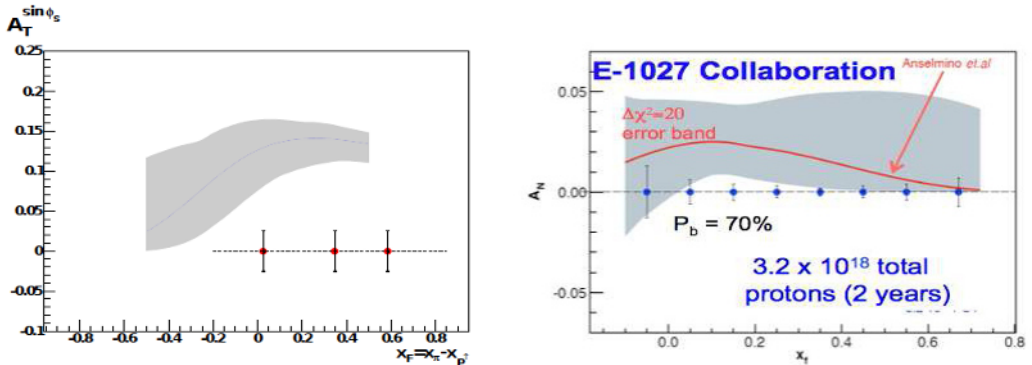 A_T^{sin ϕ_S}
0.25
0.2
0.15
0.1
0.05
0
-0.05
-0.1
-0.8 -0.6 -0.4 -0.2 0 0.2 0.4 0.6 0.8
x_F=x_π-x_{p↑}
E-1027 Collaboration
Anselmino et.al
0.05
Δχ²=20
error band
A_N
0.00
P_b = 70%
3.2 x 10^18 total
protons (2 years)
-0.05
0.0 0.2 0.4 0.6 0.8
x_f